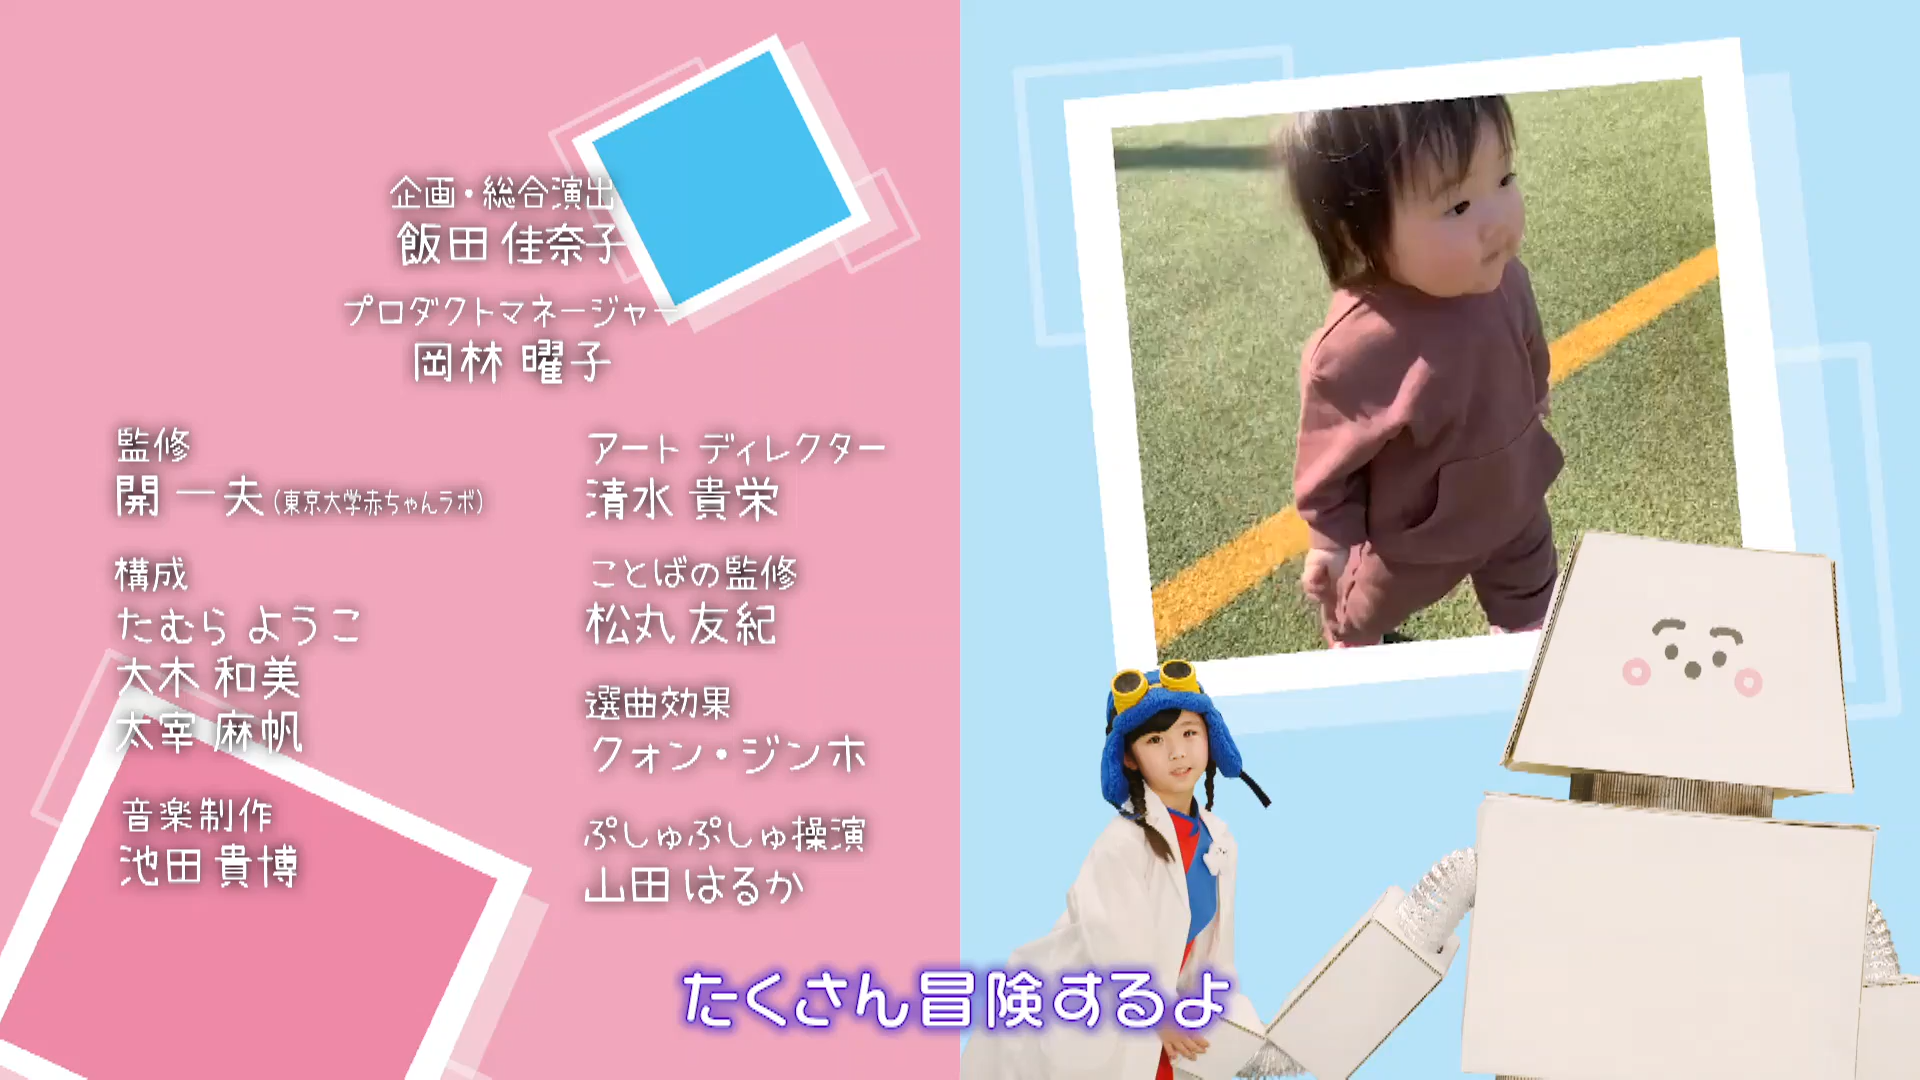 企画・総合演出
飯田 佳奈子
プロダクトマネージャー
岡林 曜子
監修
開 一夫(東京大学赤ちゃんラボ)
構成
たむら ようこ
大木 和美
太宰 麻帆
音楽制作
池田 貴博
アート ディレクター
清水 貴栄
ことばの監修
松丸 友紀
選曲効果
クォン・ジンホ
ぷしゅぷしゅ操演
山田 はるか
たくさん冒険するよ